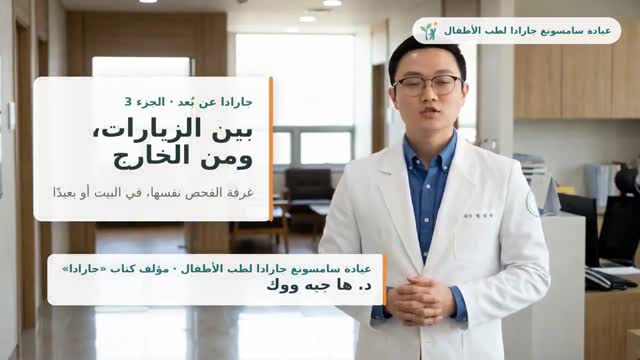 عيادة سامسونغ جارادا لطب الأطفال
جارادا عن بُعد · الجزء 3
بين الزيارات،
ومن الخارج
غرفة الفحص نفسها، في البيت أو بعيدًا
عيادة سامسونغ جارادا لطب الأطفال · مؤلف كتاب «جارادا»
د. ها جيه ووك